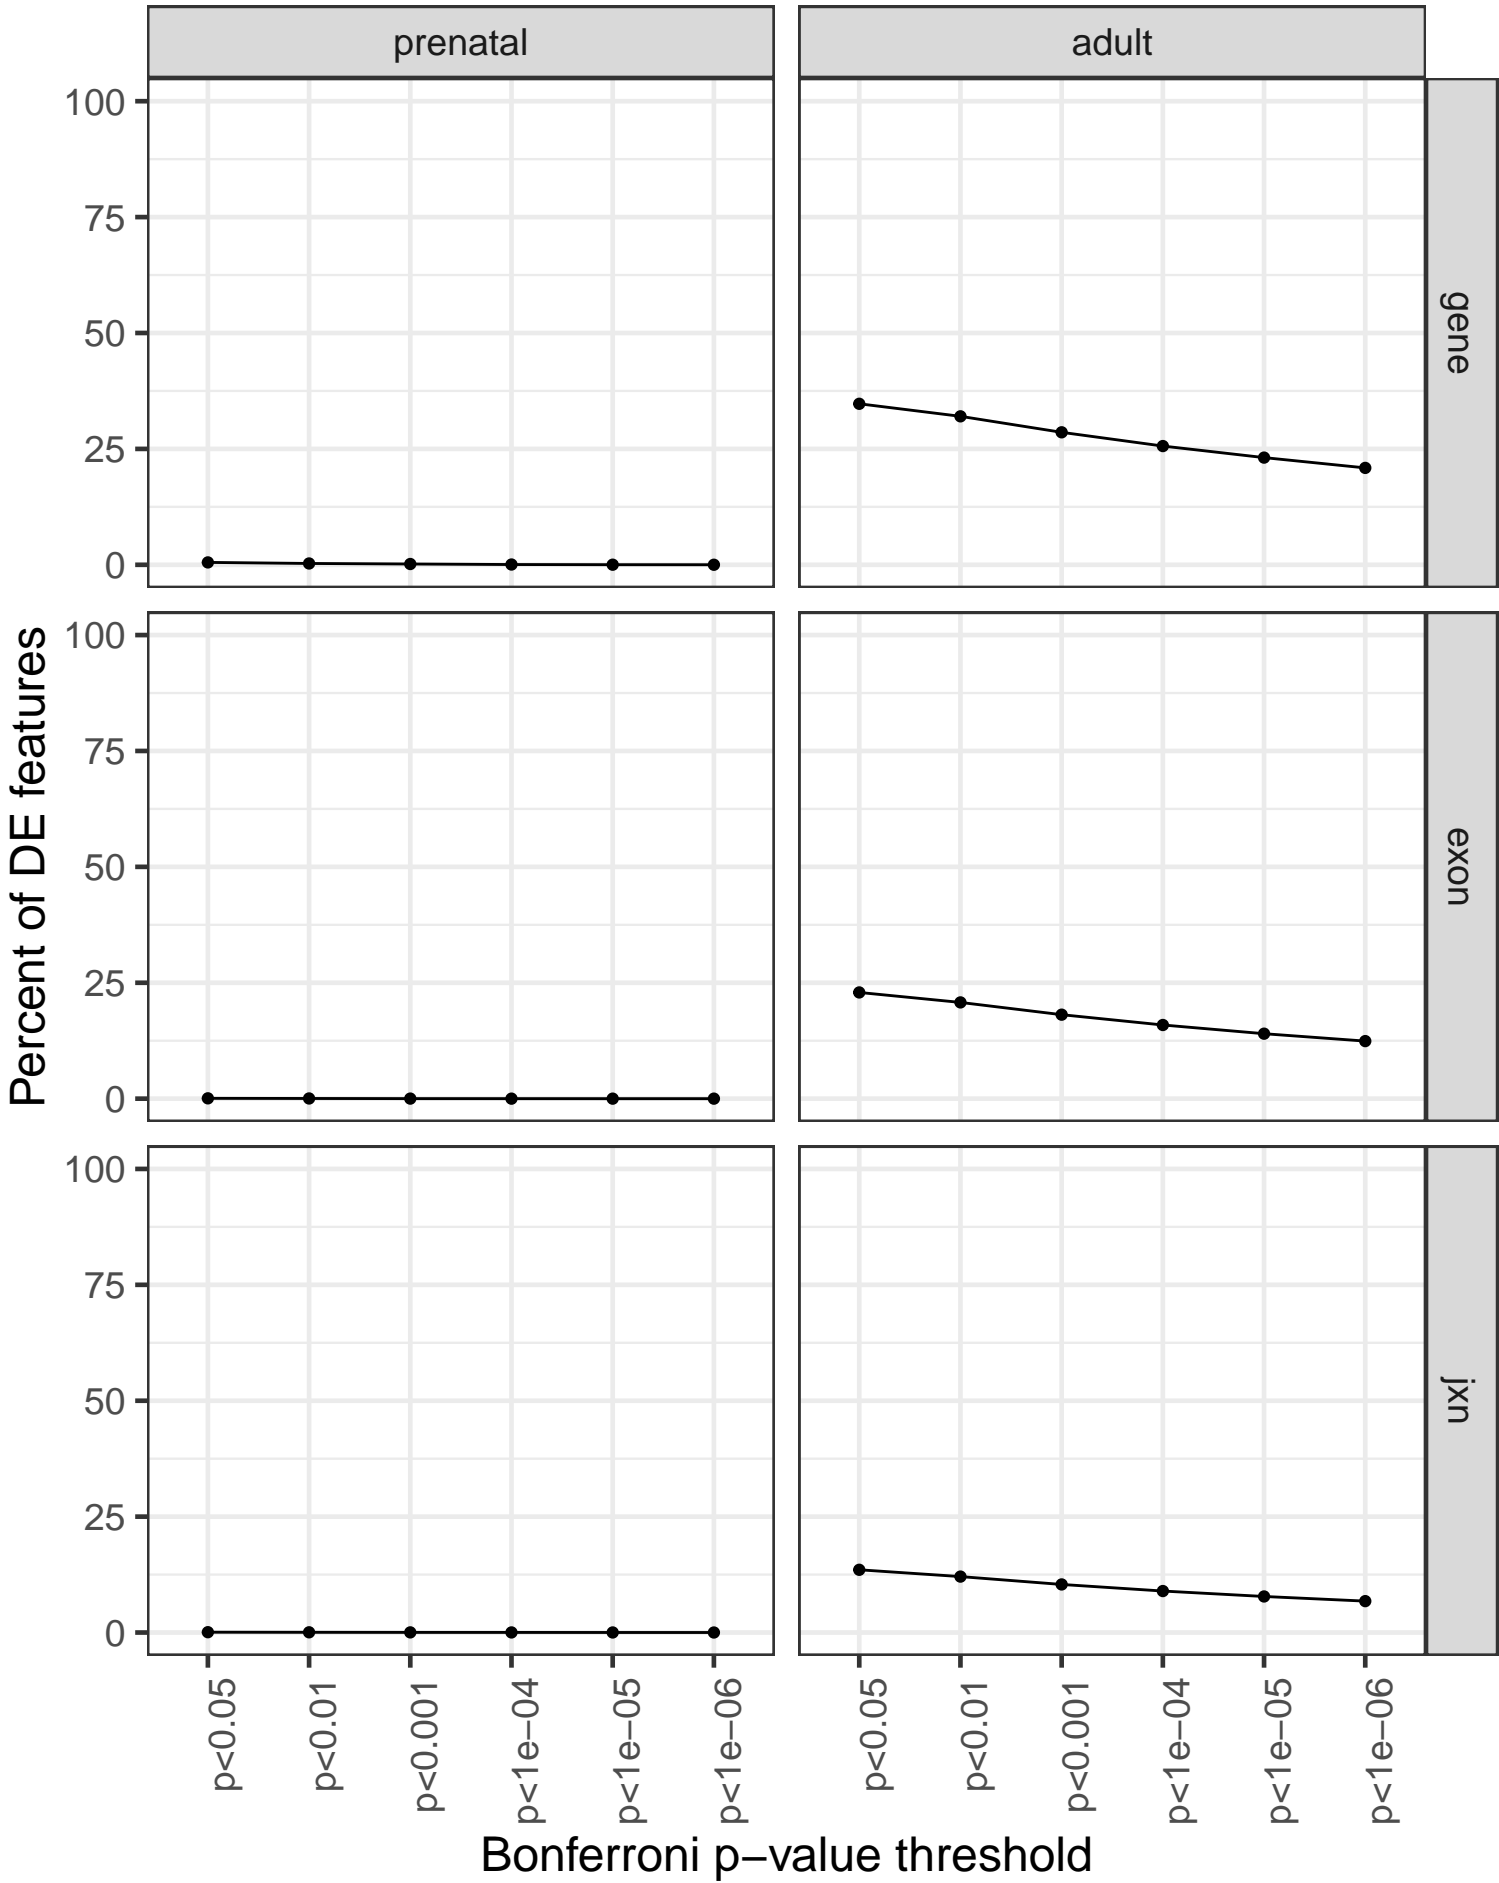 prenatal
adult
100
75
50
25
0
gene
100
75
50
25
0
exon
100
75
50
25
0
jxn
Percent of DE features
p<0.05
p<0.01
p<0.001
p<1e−04
p<1e−05
p<1e−06
p<0.05
p<0.01
p<0.001
p<1e−04
p<1e−05
p<1e−06
Bonferroni p−value threshold